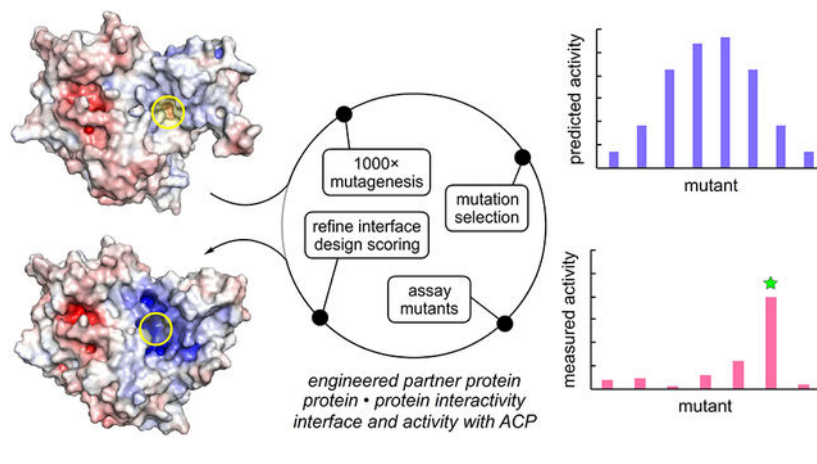 1000×
mutagenesis
mutation
selection
refine interface
design scoring
assay
mutants
engineered partner protein
protein • protein interactivity
interface and activity with ACP
predicted activity
mutant
measured activity
mutant